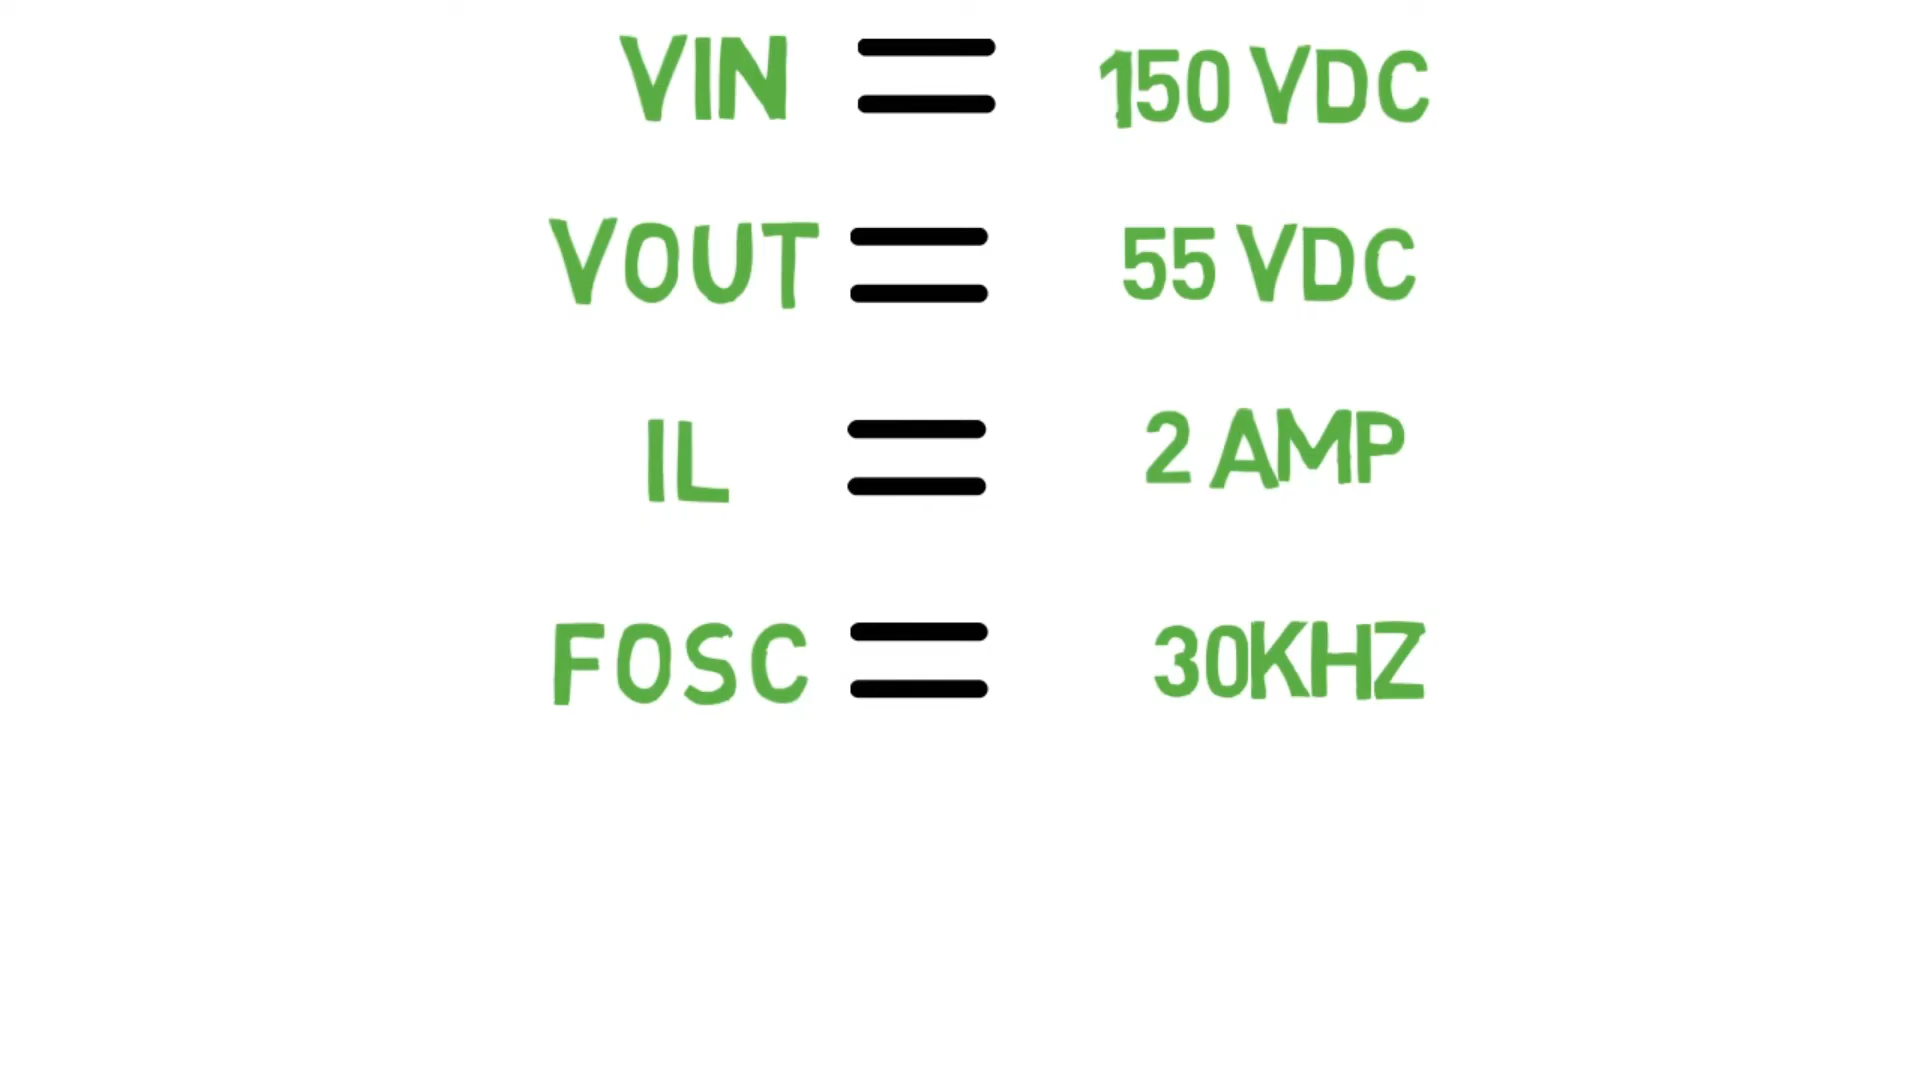 VIN = 150 VDC
VOUT = 55 VDC
IL = 2 AMP
FOSC = 30KHZ